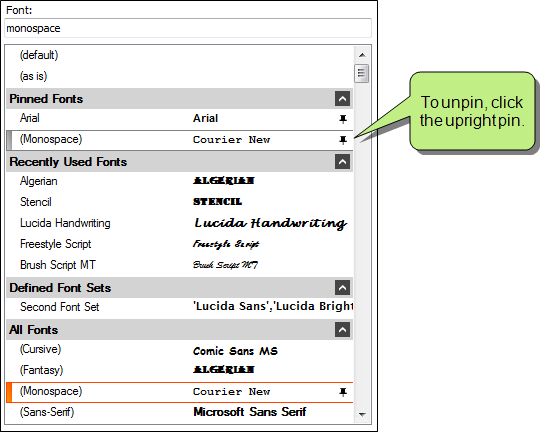 Font:
monospace
(default)
(as is)
Pinned Fonts
Arial Arial
(Monospace) Courier New
Recently Used Fonts
Algerian ALGERIAN
Stencil STENCIL
Lucida Handwriting Lucida Handwriting
Freestyle Script Freestyle Script
Brush Script MT Brush Script MT
Defined Font Sets
Second Font Set 'Lucida Sans','Lucida Bright
All Fonts
(Cursive) Comic Sans MS
(Fantasy) ALGERIAN
(Monospace) Courier New
(Sans-Serif) Microsoft Sans Serif
To unpin, click
the upright pin.